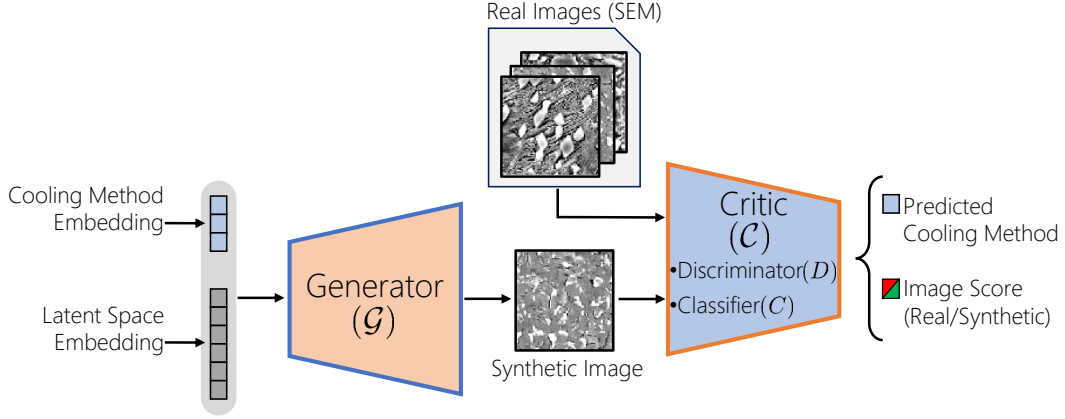 Real Images (SEM)
Cooling Method
Embedding
Latent Space
Embedding
Generator
(𝒢)
Synthetic Image
Critic
(𝒞)
•Discriminator(D)
•Classifier(C)
Predicted
Cooling Method
Image Score
(Real/Synthetic)